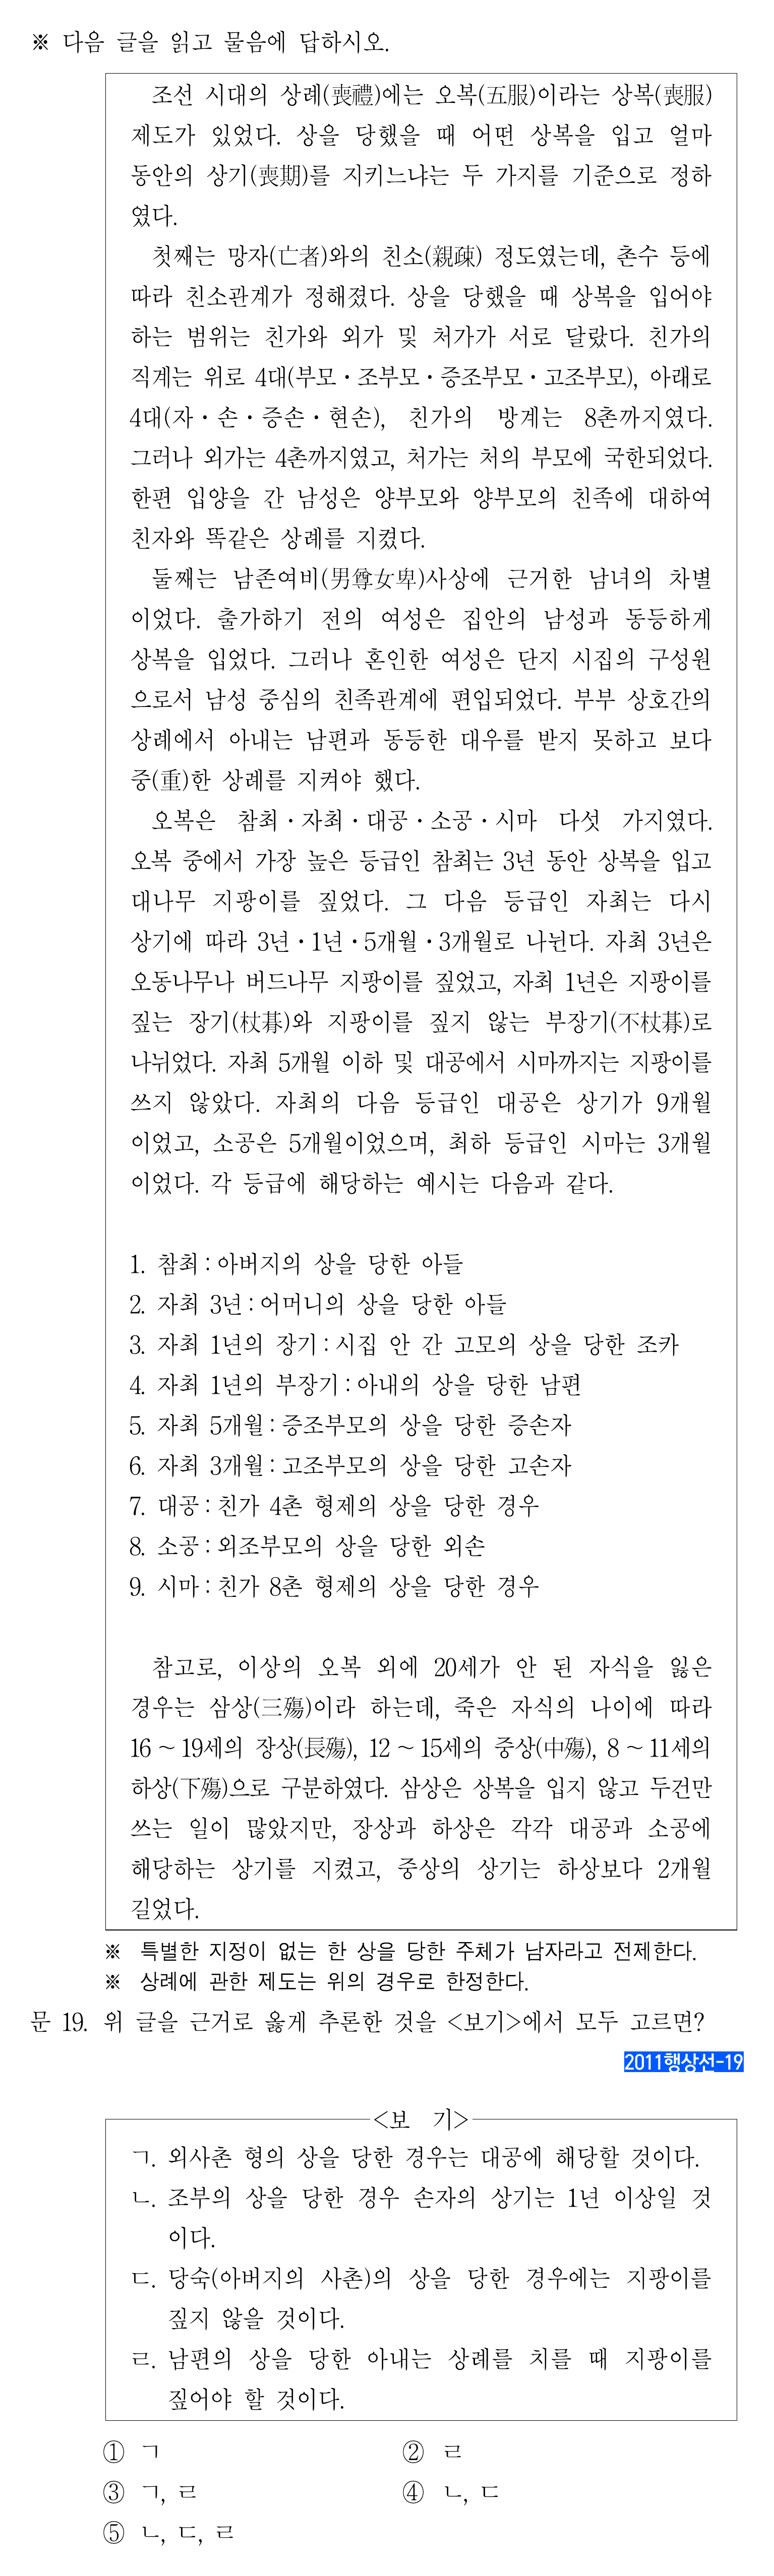 ※ 다음 글을 읽고 물음에 답하시오.
조선 시대의 상례(喪禮)에는 오복(五服)이라는 상복(喪服)
제도가 있었다. 상을 당했을 때 어떤 상복을 입고 얼마
동안의 상기(喪期)를 지키느냐는 두 가지를 기준으로 정하
였다.
첫째는 망자(亡者)와의 친소(親疎) 정도였는데, 촌수 등에
따라 친소관계가 정해졌다. 상을 당했을 때 상복을 입어야
하는 범위는 친가와 외가 및 처가가 서로 달랐다. 친가의
직계는 위로 4대(부모・조부모・증조부모・고조부모), 아래로
4대(자・손・증손・현손), 친가의 방계는 8촌까지였다.
그러나 외가는 4촌까지였고, 처가는 처의 부모에 국한되었다.
한편 입양을 간 남성은 양부모와 양부모의 친족에 대하여
친자와 똑같은 상례를 지켰다.
둘째는 남존여비(男尊女卑)사상에 근거한 남녀의 차별
이었다. 출가하기 전의 여성은 집안의 남성과 동등하게
상복을 입었다. 그러나 혼인한 여성은 단지 시집의 구성원
으로서 남성 중심의 친족관계에 편입되었다. 부부 상호간의
상례에서 아내는 남편과 동등한 대우를 받지 못하고 보다
중(重)한 상례를 지켜야 했다.
오복은 참최・자최・대공・소공・시마 다섯 가지였다.
오복 중에서 가장 높은 등급인 참최는 3년 동안 상복을 입고
대나무 지팡이를 짚었다. 그 다음 등급인 자최는 다시
상기에 따라 3년・1년・5개월・3개월로 나뉜다. 자최 3년은
오동나무나 버드나무 지팡이를 짚었고, 자최 1년은 지팡이를
짚는 장기(杖朞)와 지팡이를 짚지 않는 부장기(不杖朞)로
나뉘었다. 자최 5개월 이하 및 대공에서 시마까지는 지팡이를
쓰지 않았다. 자최의 다음 등급인 대공은 상기가 9개월
이었고, 소공은 5개월이었으며, 최하 등급인 시마는 3개월
이었다. 각 등급에 해당하는 예시는 다음과 같다.
1. 참최 : 아버지의 상을 당한 아들
2. 자최 3년 : 어머니의 상을 당한 아들
3. 자최 1년의 장기 : 시집 안 간 고모의 상을 당한 조카
4. 자최 1년의 부장기 : 아내의 상을 당한 남편
5. 자최 5개월 : 증조부모의 상을 당한 증손자
6. 자최 3개월 : 고조부모의 상을 당한 고손자
7. 대공 : 친가 4촌 형제의 상을 당한 경우
8. 소공 : 외조부모의 상을 당한 외손
9. 시마 : 친가 8촌 형제의 상을 당한 경우
참고로, 이상의 오복 외에 20세가 안 된 자식을 잃은
경우는 삼상(三殤)이라 하는데, 죽은 자식의 나이에 따라
16 ~ 19세의 장상(長殤), 12 ~ 15세의 중상(中殤), 8 ~ 11세의
하상(下殤)으로 구분하였다. 삼상은 상복을 입지 않고 두건만
쓰는 일이 많았지만, 장상과 하상은 각각 대공과 소공에
해당하는 상기를 지켰고, 중상의 상기는 하상보다 2개월
길었다.
※ 특별한 지정이 없는 한 상을 당한 주체가 남자라고 전제한다.
※ 상례에 관한 제도는 위의 경우로 한정한다.
문 19. 위 글을 근거로 옳게 추론한 것을 <보기>에서 모두 고르면?
2011행상선-19
<보 기>
ㄱ. 외사촌 형의 상을 당한 경우는 대공에 해당할 것이다.
ㄴ. 조부의 상을 당한 경우 손자의 상기는 1년 이상일 것
이다.
ㄷ. 당숙(아버지의 사촌)의 상을 당한 경우에는 지팡이를
짚지 않을 것이다.
ㄹ. 남편의 상을 당한 아내는 상례를 치를 때 지팡이를
짚어야 할 것이다.
① ㄱ ② ㄹ
③ ㄱ, ㄹ ④ ㄴ, ㄷ
⑤ ㄴ, ㄷ, ㄹ